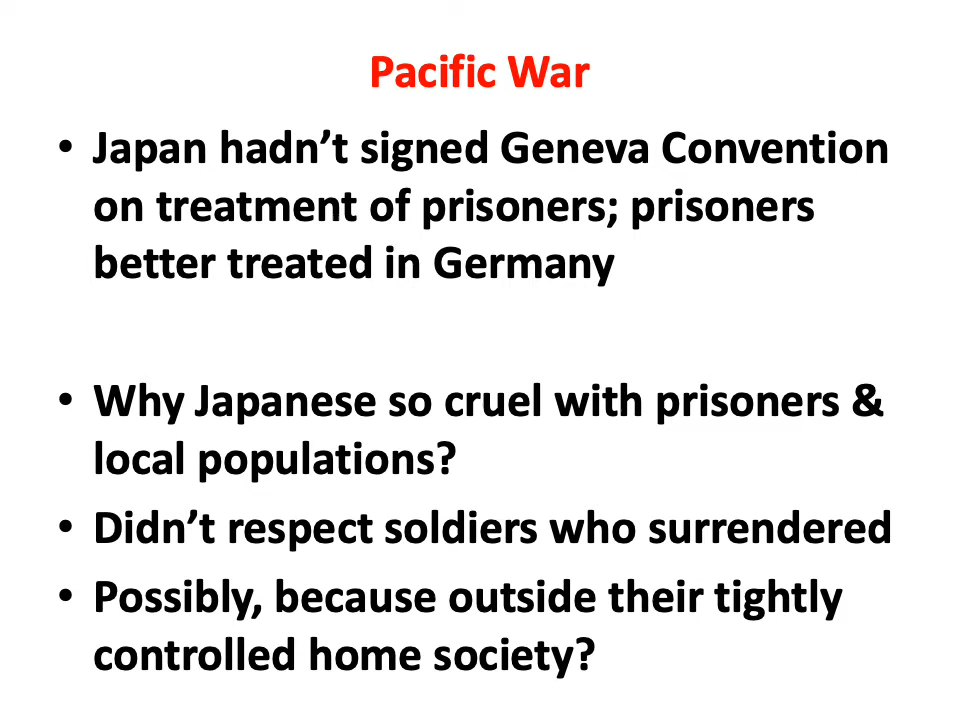 Pacific War
• Japan hadn’t signed Geneva Convention
on treatment of prisoners; prisoners
better treated in Germany
• Why Japanese so cruel with prisoners &
local populations?
• Didn’t respect soldiers who surrendered
• Possibly, because outside their tightly
controlled home society?